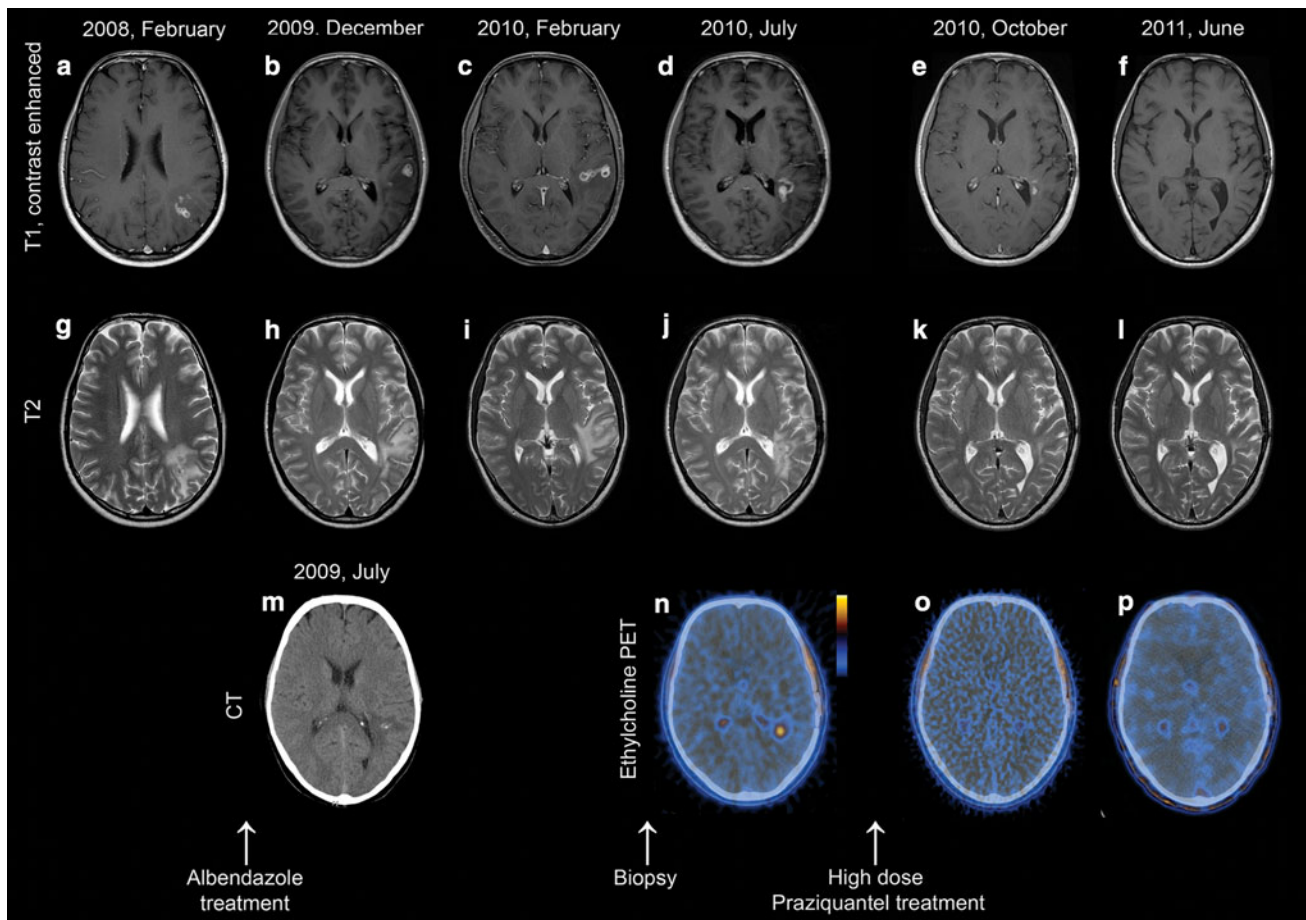 2008, February
2009. December
2010, February
2010, July
2010, October
2011, June
T1, contrast enhanced
a
b
c
d
e
f
T2
g
h
i
j
k
l
2009, July
CT
m
Ethylcholine PET
n
o
p
Albendazole
treatment
Biopsy
High dose
Praziquantel treatment